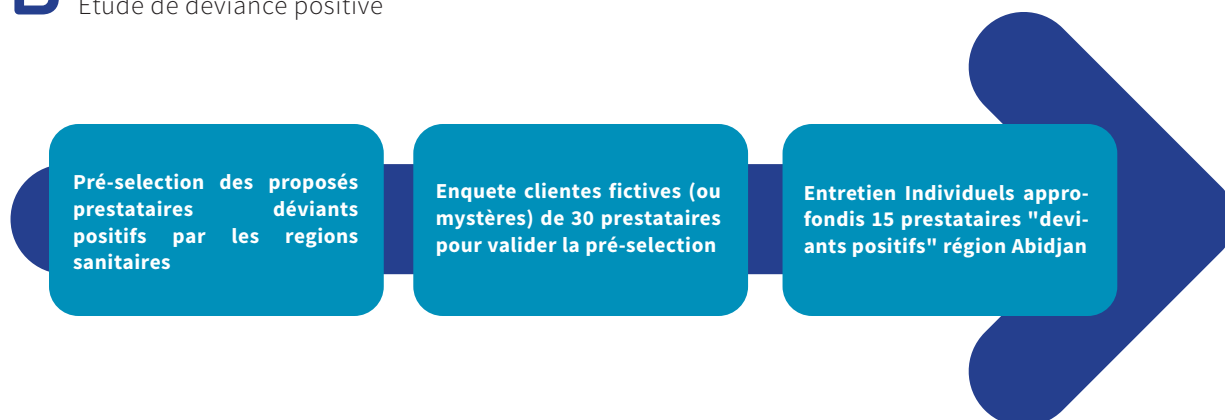 Etude de déviance positive
Pré-selection des proposés
prestataires déviants
positifs par les regions
sanitaires
Enquete clientes fictives (ou
mystères) de 30 prestataires
pour valider la pré-selection
Entretien Individuels appro-
fondis 15 prestataires "devi-
ants positifs" région Abidjan